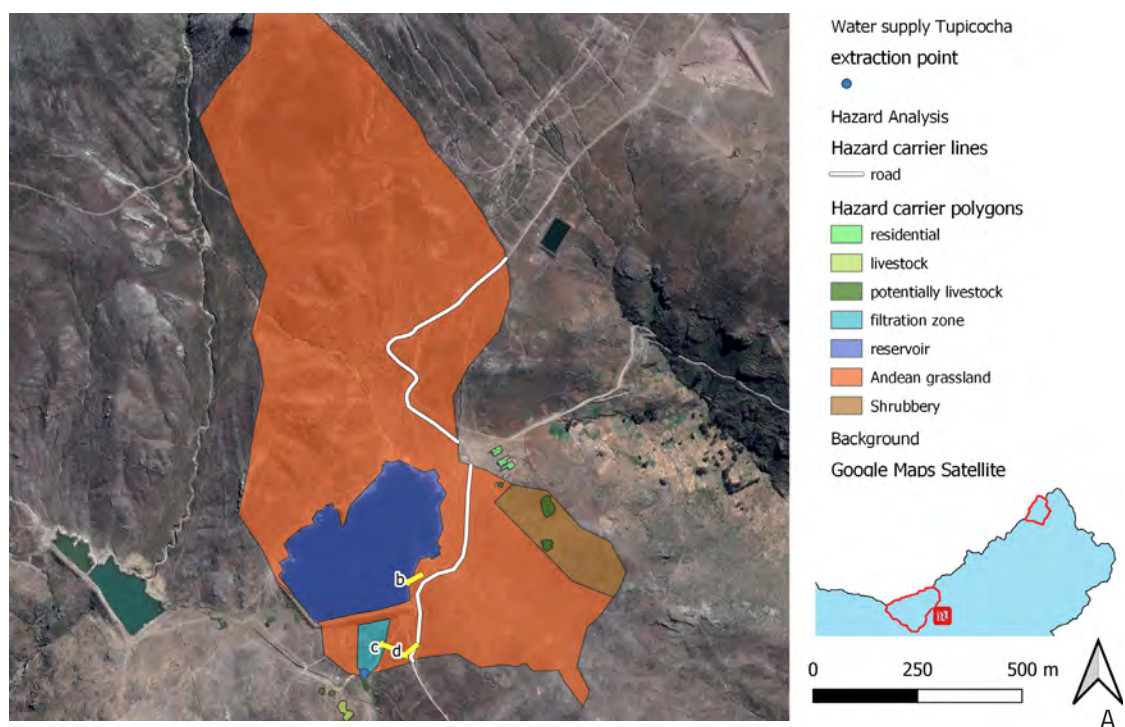 Water supply Tupicocha
extraction point
Hazard Analysis
Hazard carrier lines
road
Hazard carrier polygons
residential
livestock
potentially livestock
filtration zone
reservoir
Andean grassland
Shrubbery
Background
Google Maps Satellite
b
c
d
0 250 500 m
A